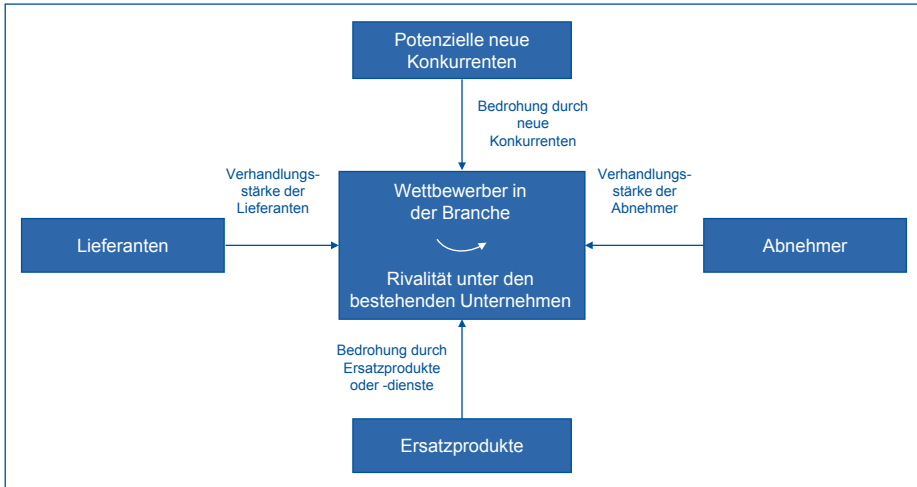 Potenzielle neue
Konkurrenten
Bedrohung durch
neue
Konkurrenten
Verhandlungs-
stärke der
Lieferanten
Wettbewerber in
der Branche
Verhandlungs-
stärke der
Abnehmer
Lieferanten
Abnehmer
Rivalität unter den
bestehenden Unternehmen
Bedrohung durch
Ersatzprodukte
oder -dienste
Ersatzprodukte